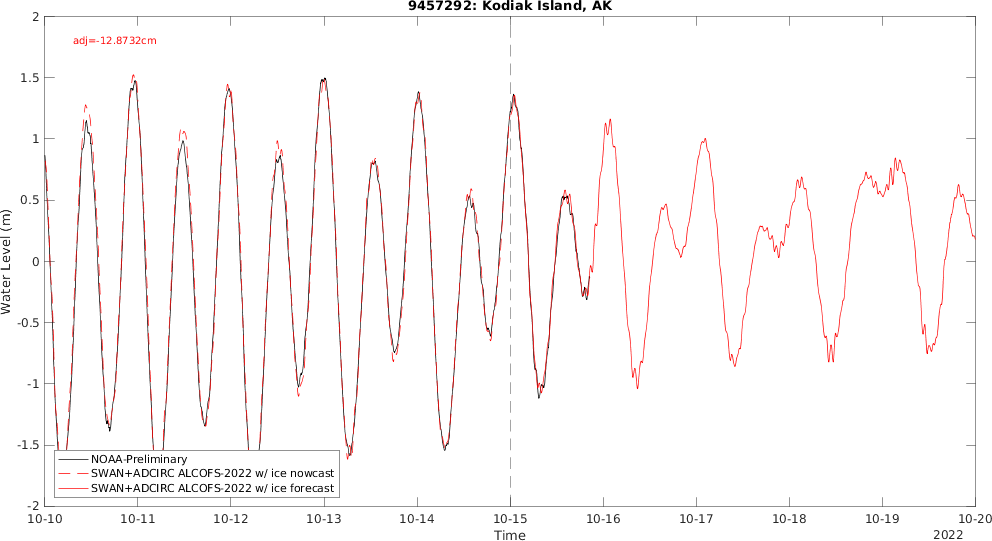 9457292: Kodiak Island, AK
adj=-12.8732cm
2
1.5
1
0.5
0
-0.5
-1
-1.5
-2
Water Level (m)
NOAA-Preliminary
SWAN+ADCIRC ALCOFS-2022 w/ ice nowcast
SWAN+ADCIRC ALCOFS-2022 w/ ice forecast
10-10 10-11 10-12 10-13 10-14 10-15 10-16 10-17 10-18 10-19 10-20
Time
2022